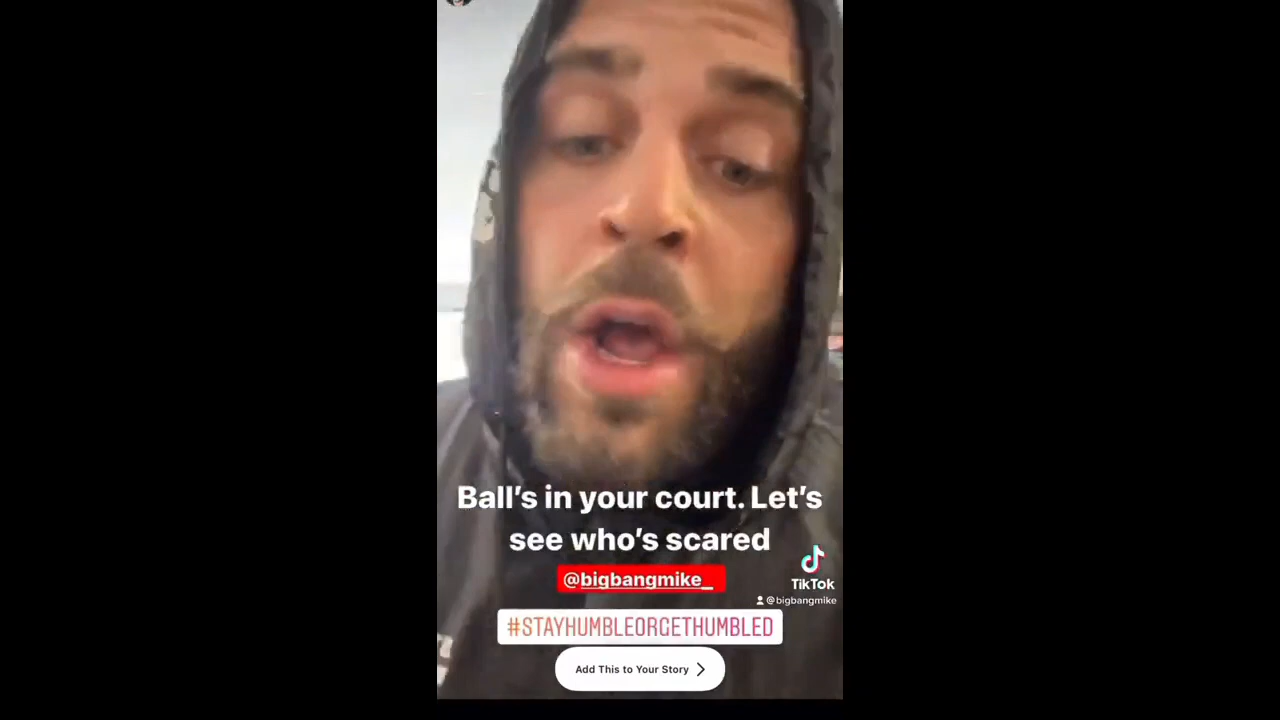 Ball's in your court. Let's
see who's scared
@bigbangmike_
TikTok
@bigbangmike
#STAYHUMBLEORGETHUMBLED
Add This to Your Story